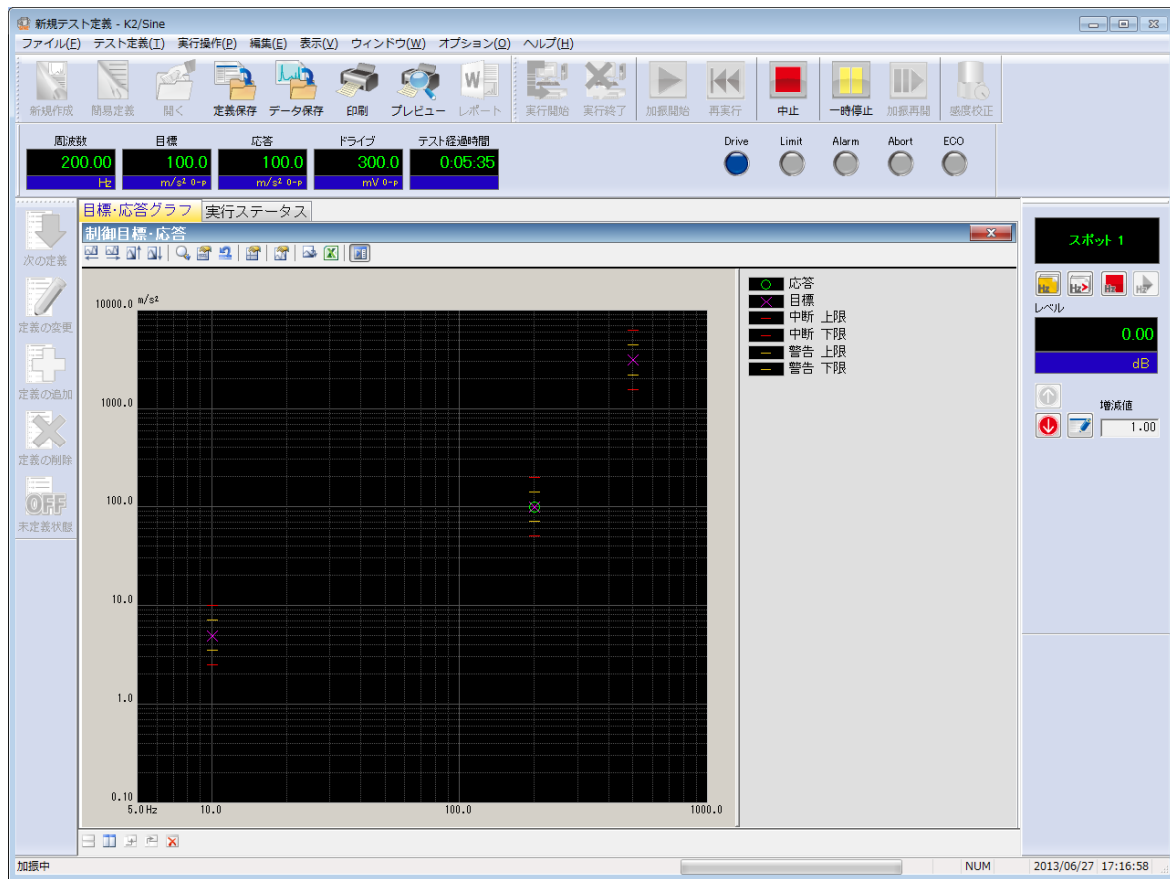 新規テスト定義 - K2/Sine
ファイル(F) テスト定義(T) 実行操作(P) 編集(E) 表示(V) ウィンドウ(W) オプション(O) ヘルプ(H)
新規作成 簡易定義 開く 定義保存 データ保存 印刷 プレビュー レポート 実行開始 実行終了 加振開始 再実行 中止 一時停止 加振再開 感度校正
周波数 目標 応答 ドライブ テスト経過時間 Drive Limit Alarm Abort ECO
200.00 100.0 100.0 300.0 0:05:35
Hz m/s² 0-p m/s² 0-p mV 0-p
目標・応答グラフ 実行ステータス
制御目標・応答
次の定義
定義の変更
定義の追加
定義の削除
OFF
未定義状態
10000.0 m/s²
1000.0
100.0
10.0
1.0
0.10
5.0 Hz 10.0 100.0 1000.0
応答
目標
中断 上限
中断 下限
警告 上限
警告 下限
スポット 1
Hz Hz Hz Hz
レベル
0.00
dB
増減値
1.00
加振中 NUM 2013/06/27 17:16:58